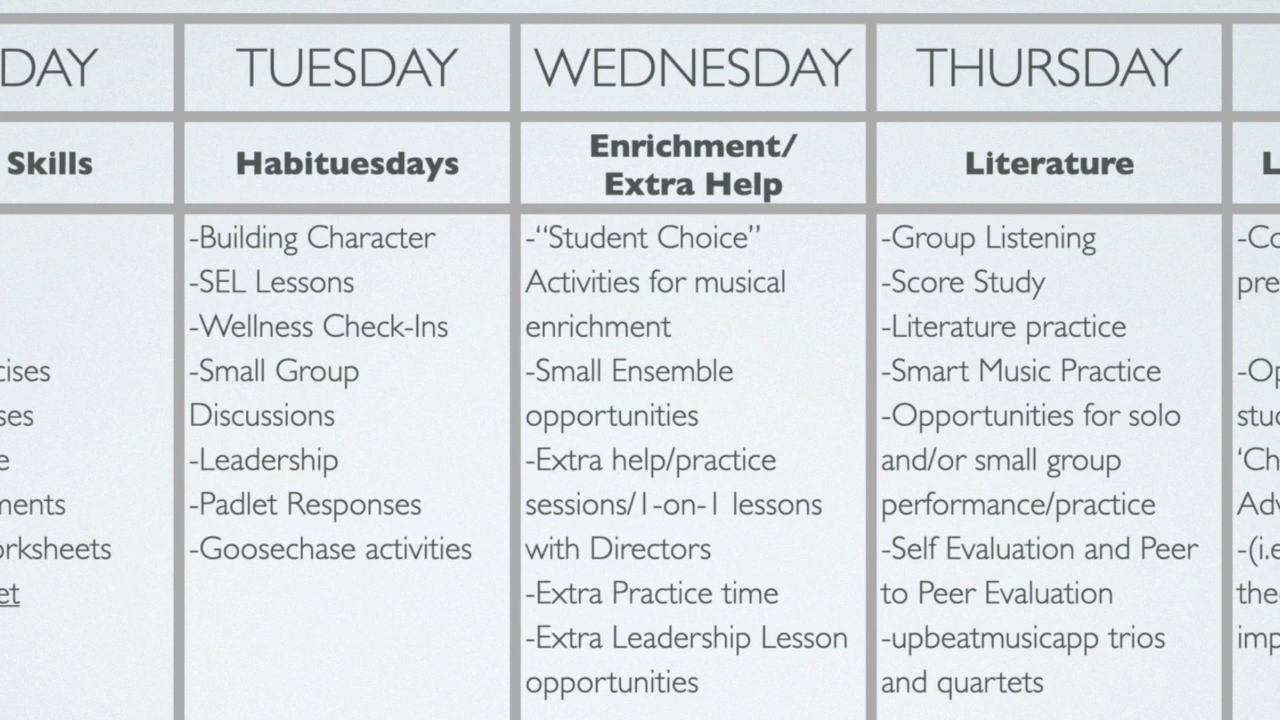 DAY
TUESDAY
WEDNESDAY
THURSDAY
Skills
Habituesdays
Enrichment/
Extra Help
Literature
-Building Character
-SEL Lessons
-Wellness Check-Ins
-Small Group
Discussions
-Leadership
-Padlet Responses
-Goosechase activities
-“Student Choice”
Activities for musical
enrichment
-Small Ensemble
opportunities
-Extra help/practice
sessions/1-on-1 lessons
with Directors
-Extra Practice time
-Extra Leadership Lesson
opportunities
-Group Listening
-Score Study
-Literature practice
-Smart Music Practice
-Opportunities for solo
and/or small group
performance/practice
-Self Evaluation and Peer
to Peer Evaluation
-upbeatmusicapp trios
and quartets